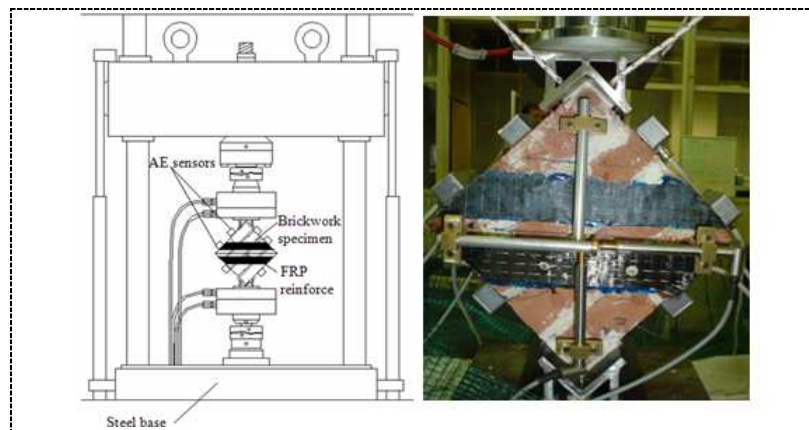 AE sensors
Brickwork
specimen
FRP
reinforce
Steel base